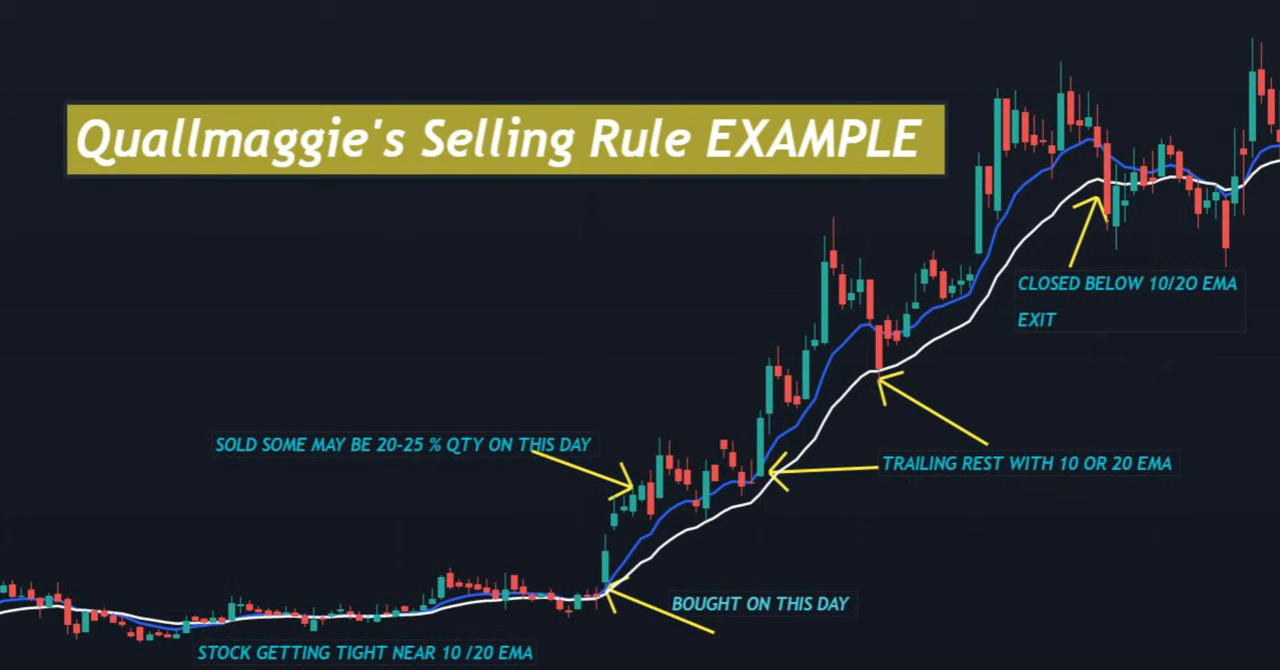 Quallmaggie's Selling Rule EXAMPLE
CLOSED BELOW 10/20 EMA
EXIT
SOLD SOME MAY BE 20-25 % QTY ON THIS DAY
TRAILING REST WITH 10 OR 20 EMA
BOUGHT ON THIS DAY
STOCK GETTING TIGHT NEAR 10 /20 EMA